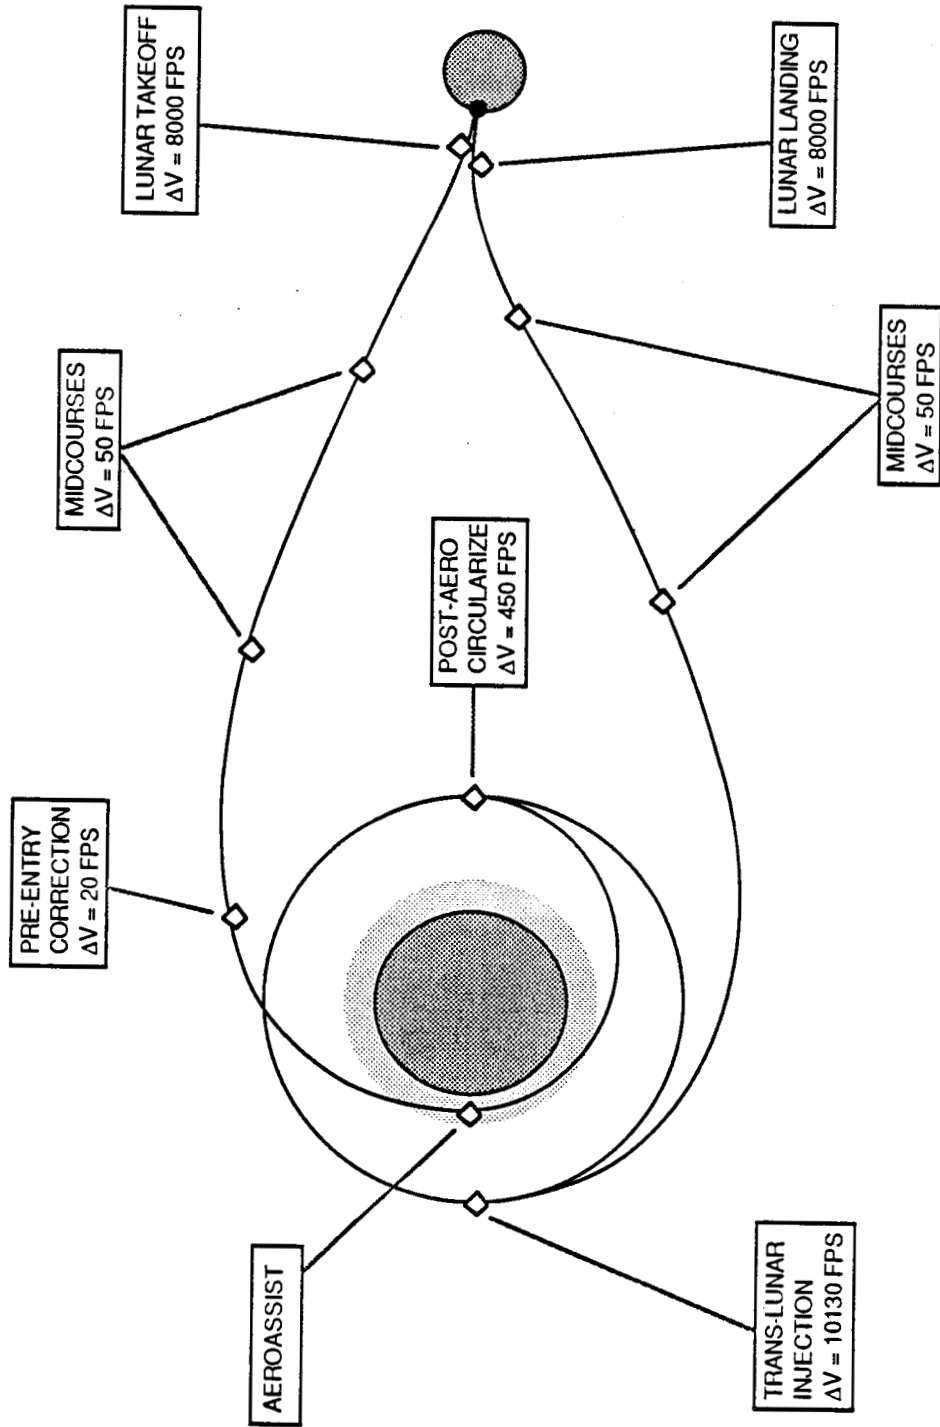 LUNAR TAKEOFF
ΔV = 8000 FPS
MIDCOURSES
ΔV = 50 FPS
PRE-ENTRY
CORRECTION
ΔV = 20 FPS
AEROASSIST
POST-AERO
CIRCULARIZE
ΔV = 450 FPS
LUNAR LANDING
ΔV = 8000 FPS
MIDCOURSES
ΔV = 50 FPS
TRANS-LUNAR
INJECTION
ΔV = 10130 FPS